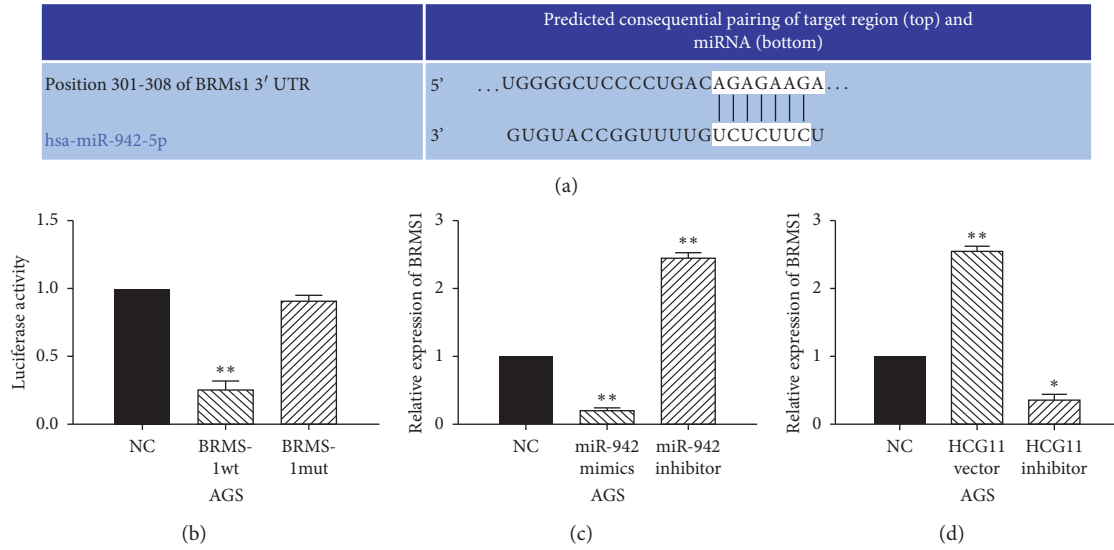 Predicted consequential pairing of target region (top) and
miRNA (bottom)
Position 301-308 of BRMs1 3′ UTR
5’ ...UGGGGCUCCCCUGACAGAGAAGA...
hsa-miR-942-5p
3’ GUGUACCGGUUUUGUCUCUUCU
(a)
Luciferase activity
1.5
1.0
0.5
0.0
**
NC
BRMS-
1wt
BRMS-
1mut
AGS
(b)
Relative expression of BRMS1
3
2
1
0
**
**
NC
miR-942
mimics
miR-942
inhibitor
AGS
(c)
Relative expression of BRMS1
3
2
1
0
**
*
NC
HCG11
vector
HCG11
inhibitor
AGS
(d)